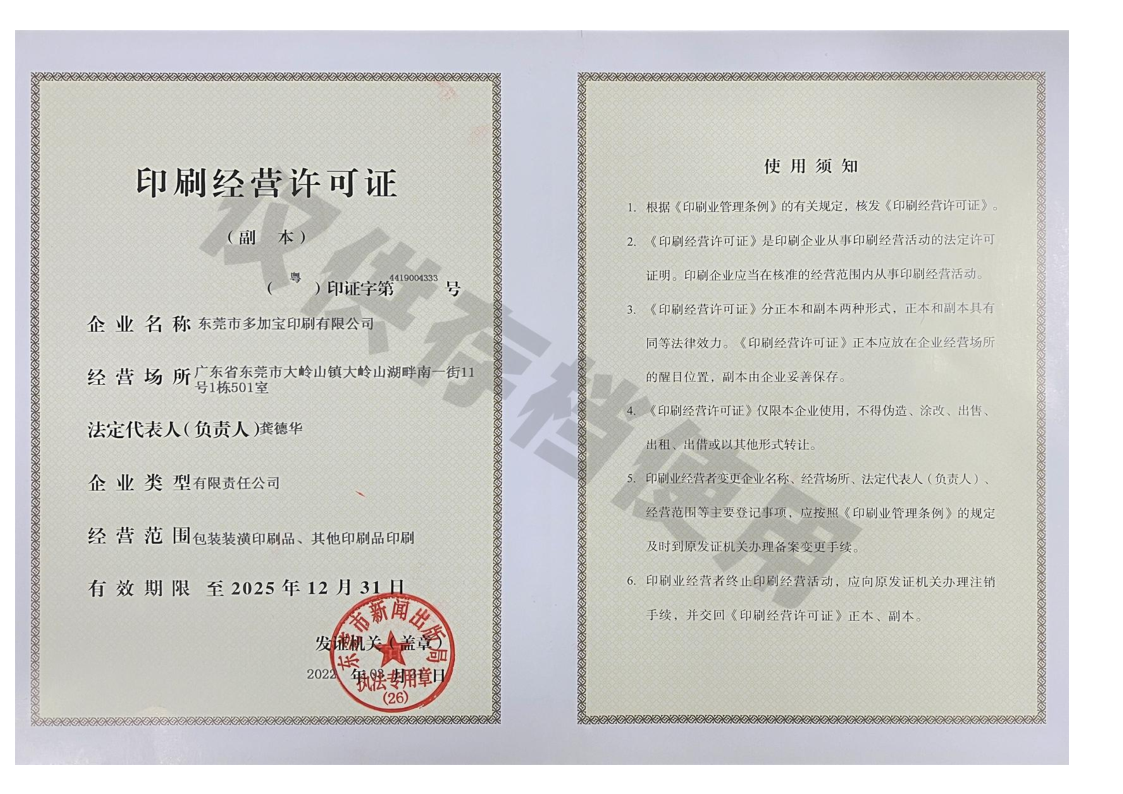 印刷经营许可证
（副 本）
（粤）印证字第4419004333号
企业名称 东莞市多加宝印刷有限公司
经营场所 广东省东莞市大岭山镇大岭山湖畔南一街11
号1栋501室
法定代表人（负责人）龚德华
企业类型 有限责任公司
经营范围 包装装潢印刷品、其他印刷品印刷
有效期限 至2025年12月31日
发证机关（盖章）
2022年03月 日
东莞市新闻出版局
执法专用章
(26)
使用须知
1. 根据《印刷业管理条例》的有关规定，核发《印刷经营许可证》。
2. 《印刷经营许可证》是印刷企业从事印刷经营活动的法定许可
证明。印刷企业应当在核准的经营范围内从事印刷经营活动。
3. 《印刷经营许可证》分正本和副本两种形式，正本和副本具有
同等法律效力。《印刷经营许可证》正本应放在企业经营场所
的醒目位置，副本由企业妥善保存。
4. 《印刷经营许可证》仅限本企业使用，不得伪造、涂改、出售、
出租、出借或以其他形式转让。
5. 印刷业经营者变更企业名称、经营场所、法定代表人（负责人）、
经营范围等主要登记事项，应按照《印刷业管理条例》的规定
及时到原发证机关办理备案变更手续。
6. 印刷业经营者终止印刷经营活动，应向原发证机关办理注销
手续，并交回《印刷经营许可证》正本、副本。
仅供存档使用